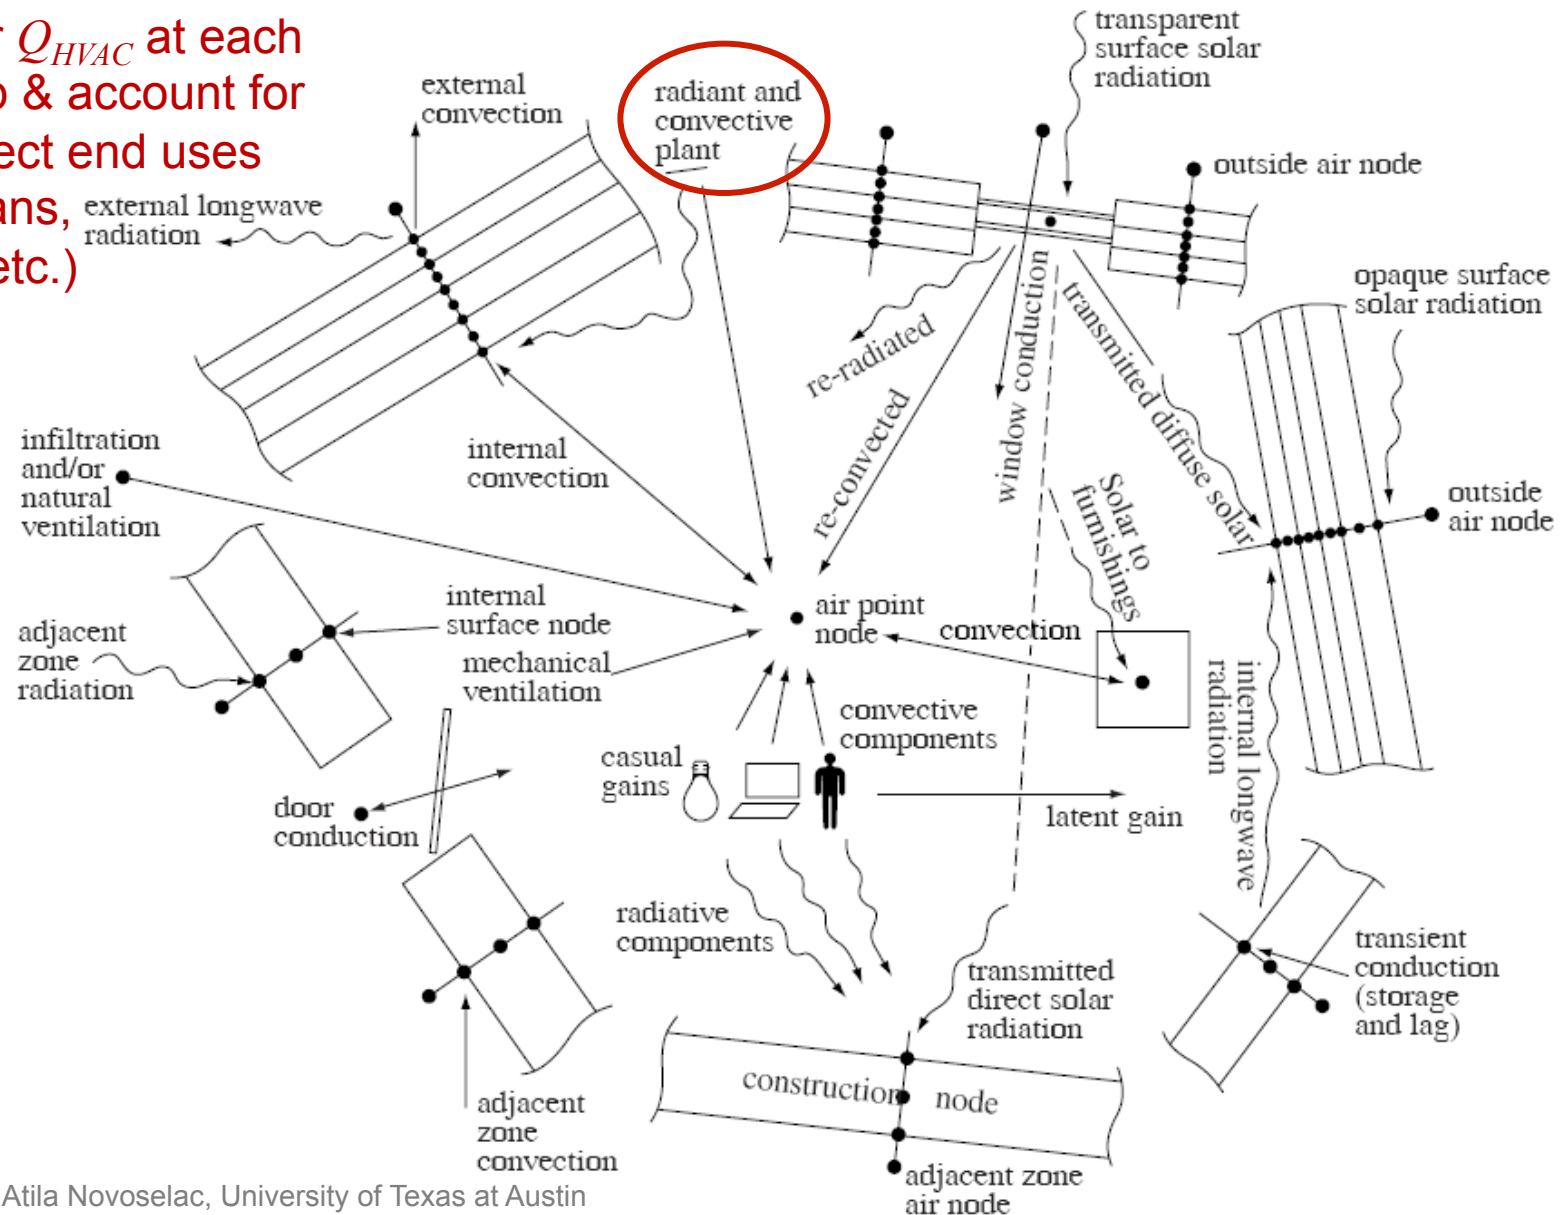 Q_HVAC at each
& account for
end uses
etc.)
external
convection
radiant and
convective
plant
transparent
surface solar
radiation
outside air node
external longwave
radiation
opaque surface
solar radiation
re-radiated
window conduction
transmitted diffuse solar
re-convected
Solar to
furnishings
infiltration
and/or
natural
ventilation
internal
convection
outside
air node
internal
surface node
air point
node
convection
adjacent
zone
radiation
mechanical
ventilation
internal longwave
radiation
convective
components
casual
gains
door
conduction
latent gain
radiative
components
transmitted
direct solar
radiation
transient
conduction
(storage
and lag)
construction node
adjacent
zone
convection
adjacent zone
air node
Atila Novoselac, University of Texas at Austin